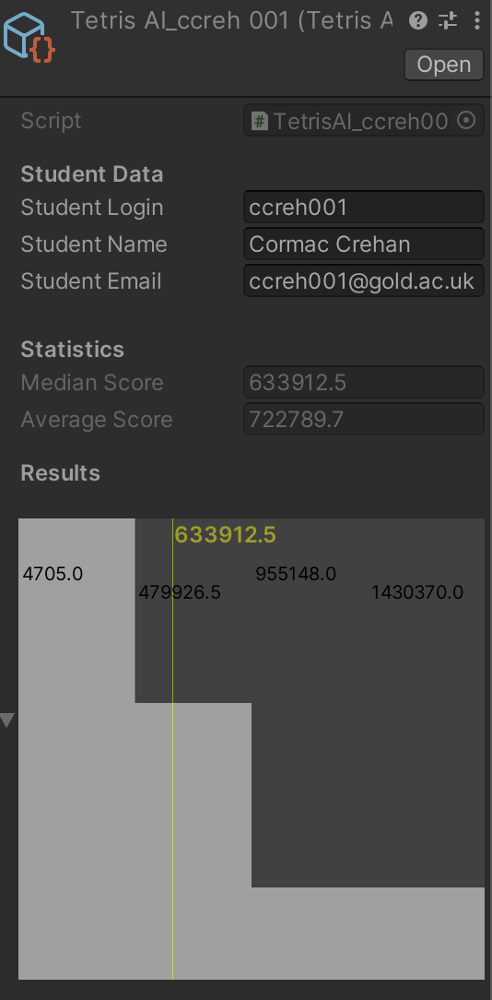 Tetris AI_ccreh 001 (Tetris A
Open
Script # TetrisAI_ccreh00
Student Data
Student Login ccreh001
Student Name Cormac Crehan
Student Email ccreh001@gold.ac.uk
Statistics
Median Score 633912.5
Average Score 722789.7
Results
633912.5
4705.0 955148.0
479926.5 1430370.0